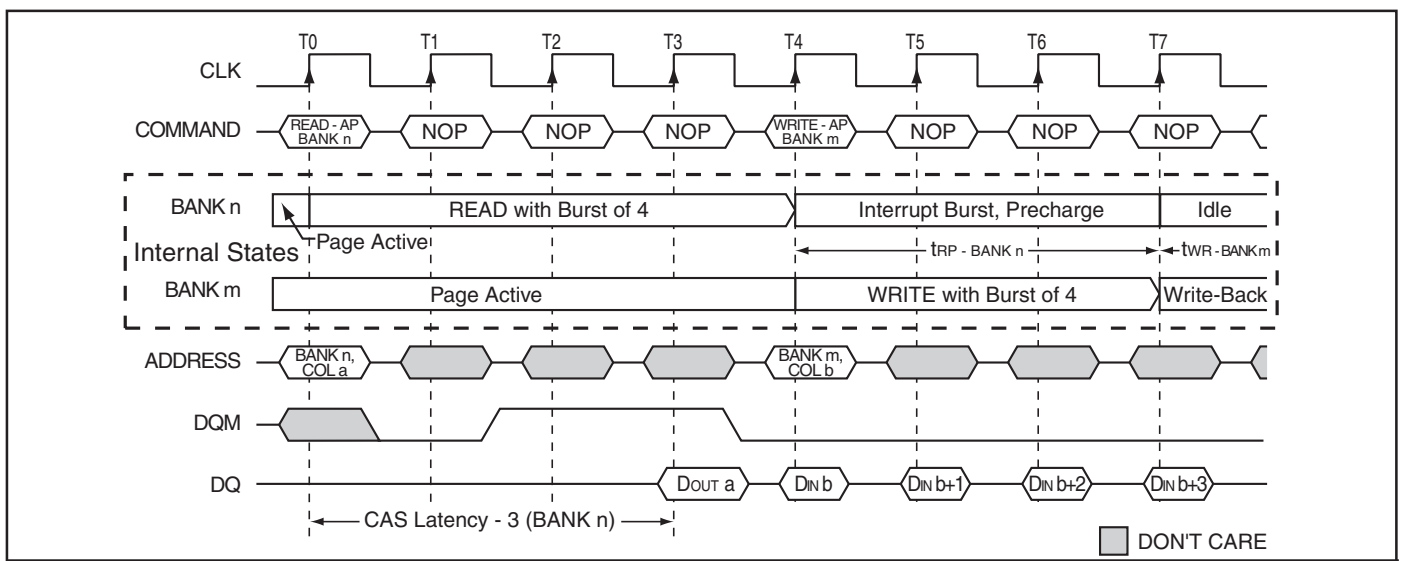 T0 T1 T2 T3 T4 T5 T6 T7
CLK
COMMAND READ - AP BANK n NOP NOP NOP WRITE - AP BANK m NOP NOP NOP
BANK n READ with Burst of 4 Interrupt Burst, Precharge Idle
Page Active
Internal States tRP - BANK n tWR - BANK m
BANK m Page Active WRITE with Burst of 4 Write-Back
ADDRESS BANK n, COL a BANK m, COL b
DQM
DQ DOUT a DIN b DIN b+1 DIN b+2 DIN b+3
CAS Latency - 3 (BANK n)
DON'T CARE